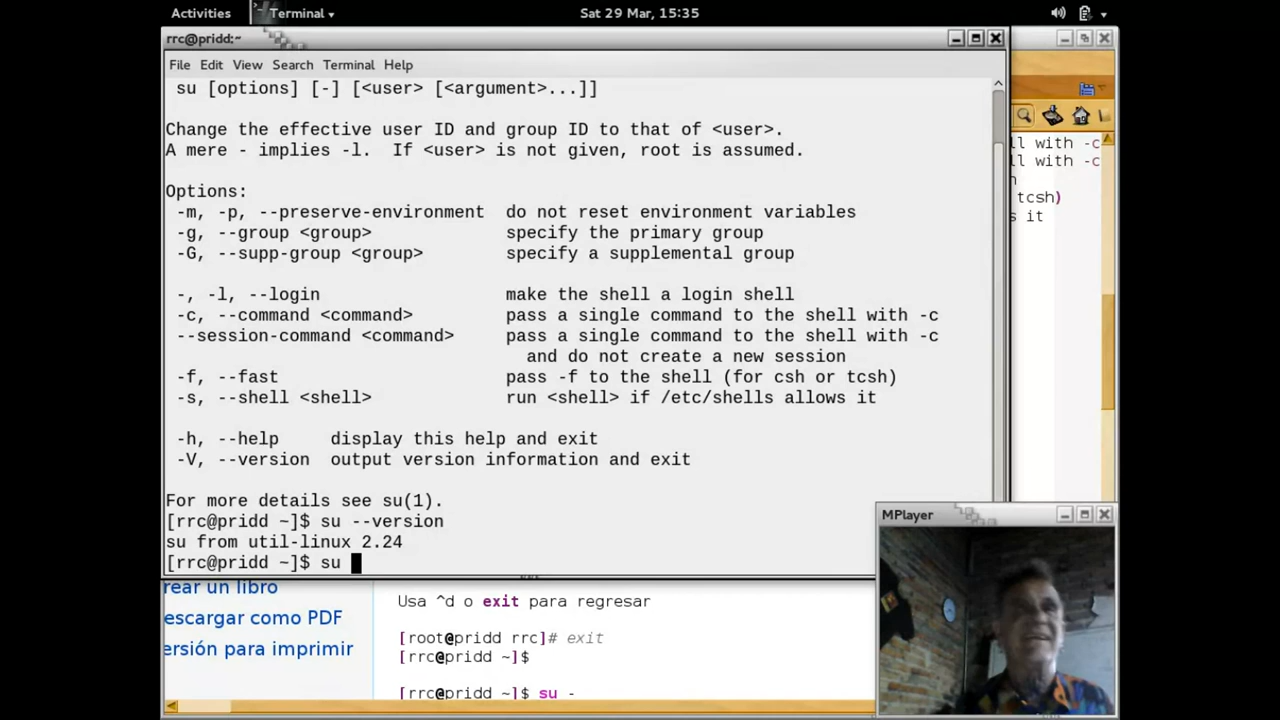 Activities
Terminal
Sat 29 Mar, 15:35
rrc@pridd:~
File Edit View Search Terminal Help
su [options] [-] [<user> [<argument>...]]
Change the effective user ID and group ID to that of <user>.
A mere - implies -l.  If <user> is not given, root is assumed.
Options:
-m, -p, --preserve-environment  do not reset environment variables
-g, --group <group>             specify the primary group
-G, --supp-group <group>        specify a supplemental group
-, -l, --login                  make the shell a login shell
-c, --command <command>         pass a single command to the shell with -c
--session-command <command>     pass a single command to the shell with -c
and do not create a new session
-f, --fast                      pass -f to the shell (for csh or tcsh)
-s, --shell <shell>             run <shell> if /etc/shells allows it
-h, --help     display this help and exit
-V, --version  output version information and exit
For more details see su(1).
[rrc@pridd ~]$ su --version
su from util-linux 2.24
[rrc@pridd ~]$ su
ll with -c
ll with -c
h
tcsh)
s it
MPlayer
rear un libro
escargar como PDF
ersión para imprimir
Usa ^d o exit para regresar
[root@pridd rrc]# exit
[rrc@pridd ~]$
[rrc@pridd ~]$ su -